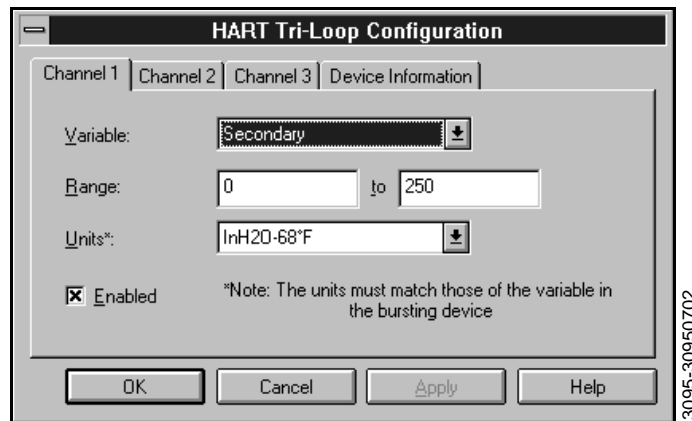 HART Tri-Loop Configuration
Channel 1 Channel 2 Channel 3 Device Information
Variable: Secondary
Range: 0 to 250
Units*: InH2O-68°F
Enabled
*Note: The units must match those of the variable in
the bursting device
OK Cancel Apply Help
3095-30950702